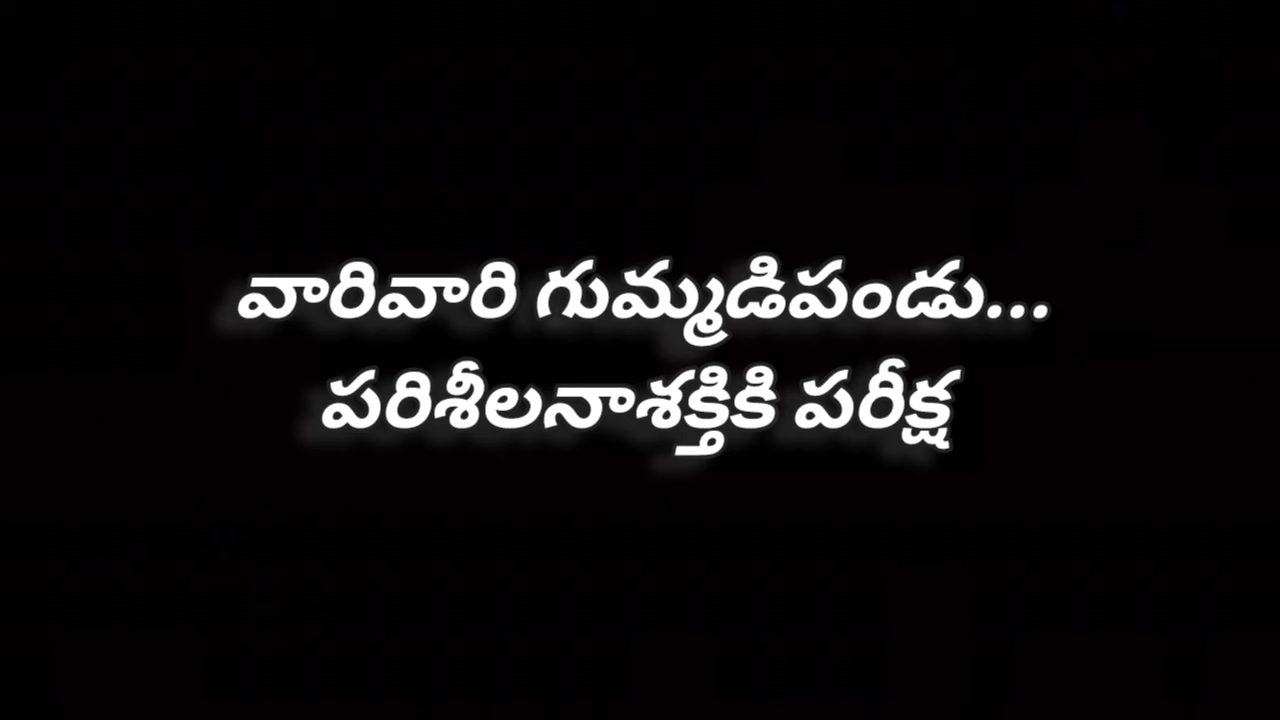 వారివారి గుమ్మడిపండు...
పరిశీలనాశక్తికి పరీక్ష